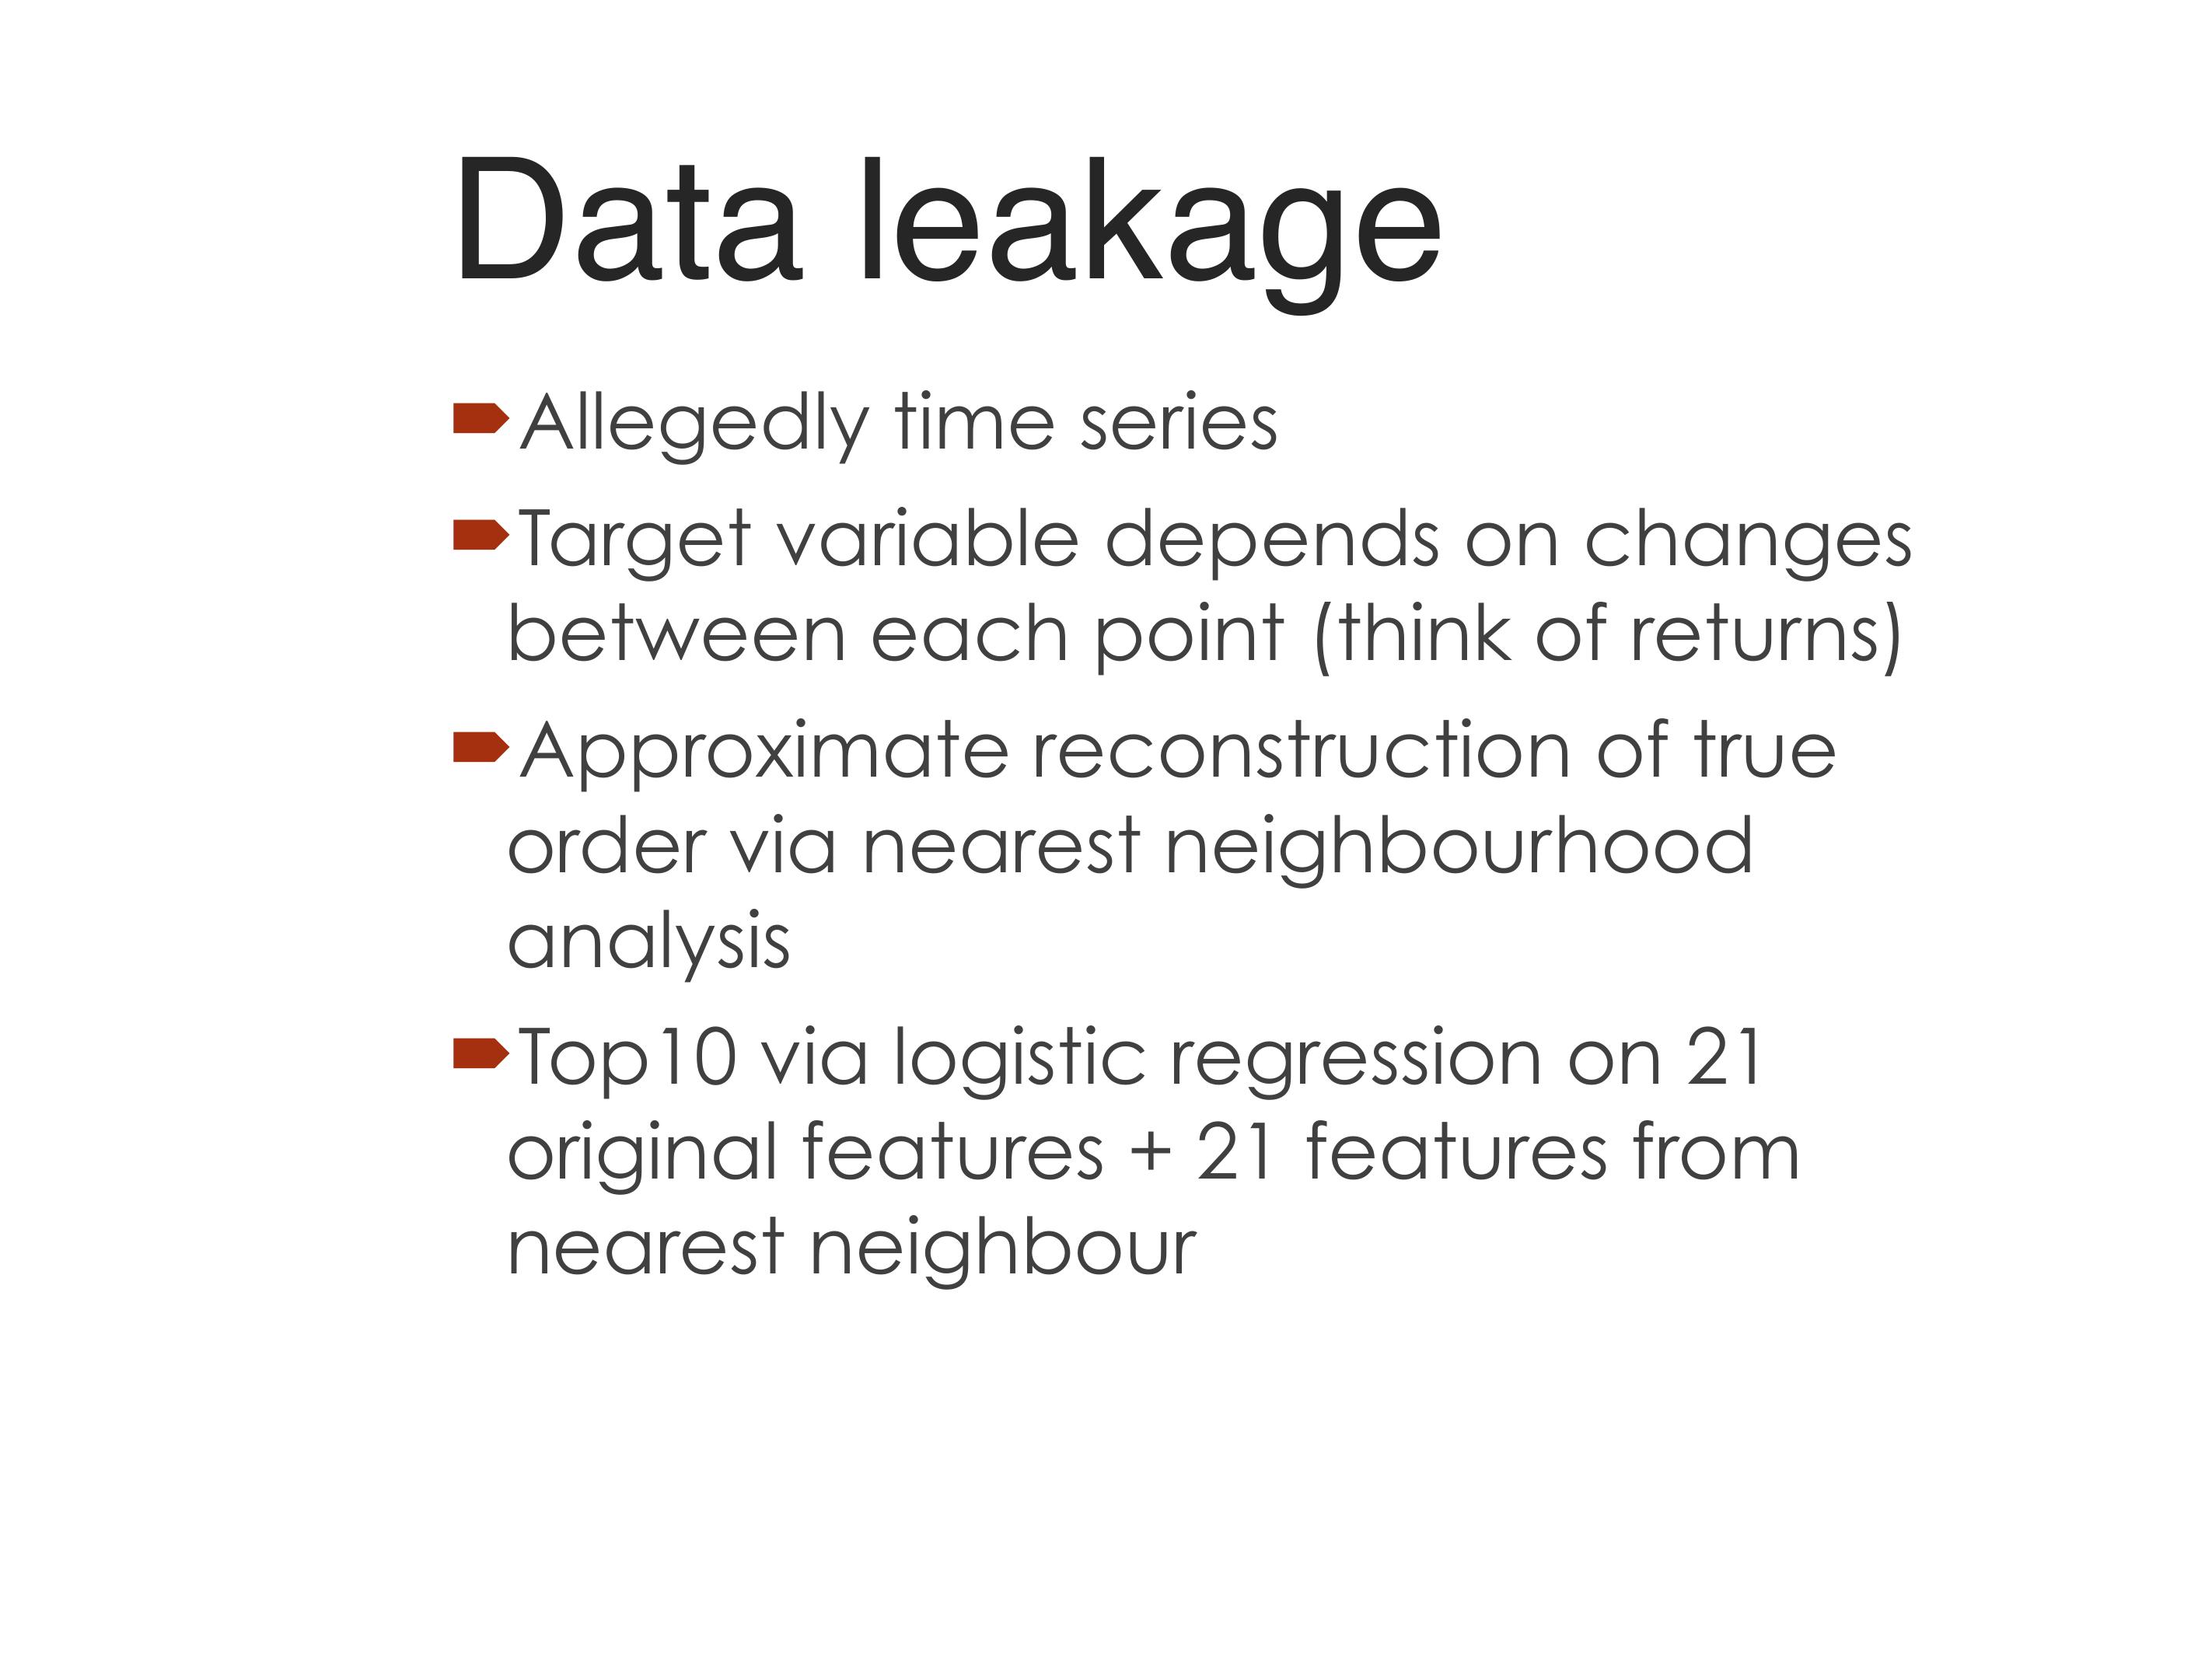 Data leakage
Allegedly time series
Target variable depends on changes
between each point (think of returns)
Approximate reconstruction of true
order via nearest neighbourhood
analysis
Top10 via logistic regression on 21
original features + 21 features from
nearest neighbour